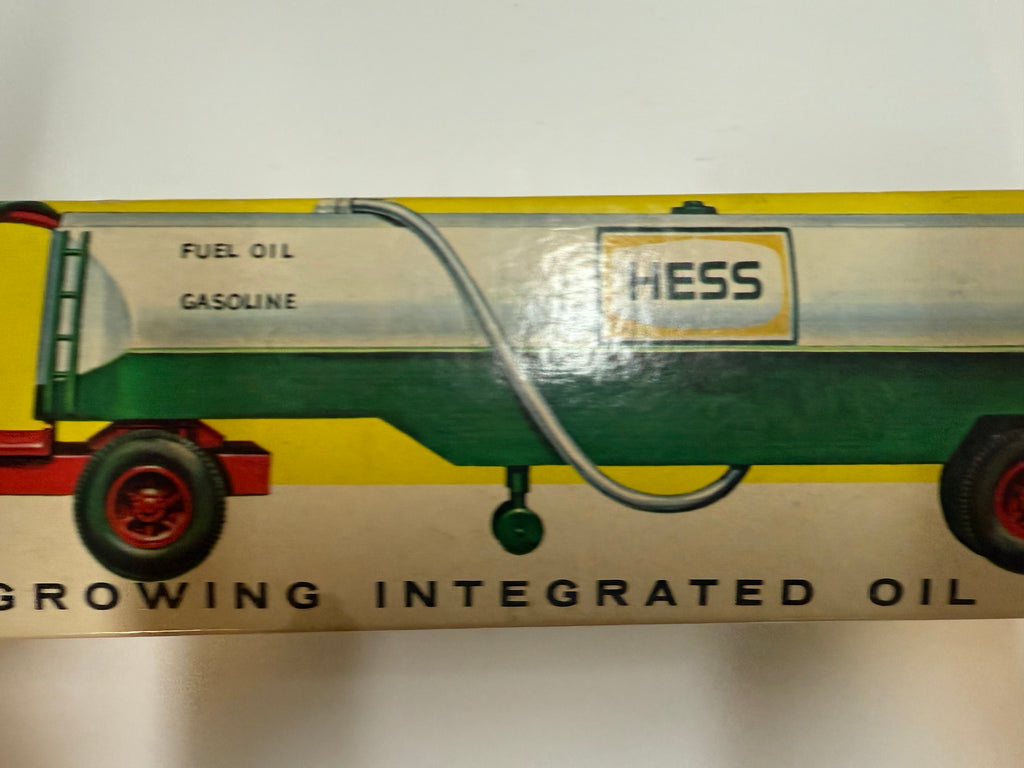 FUEL OIL
GASOLINE
HESS
GROWING INTEGRATED OIL